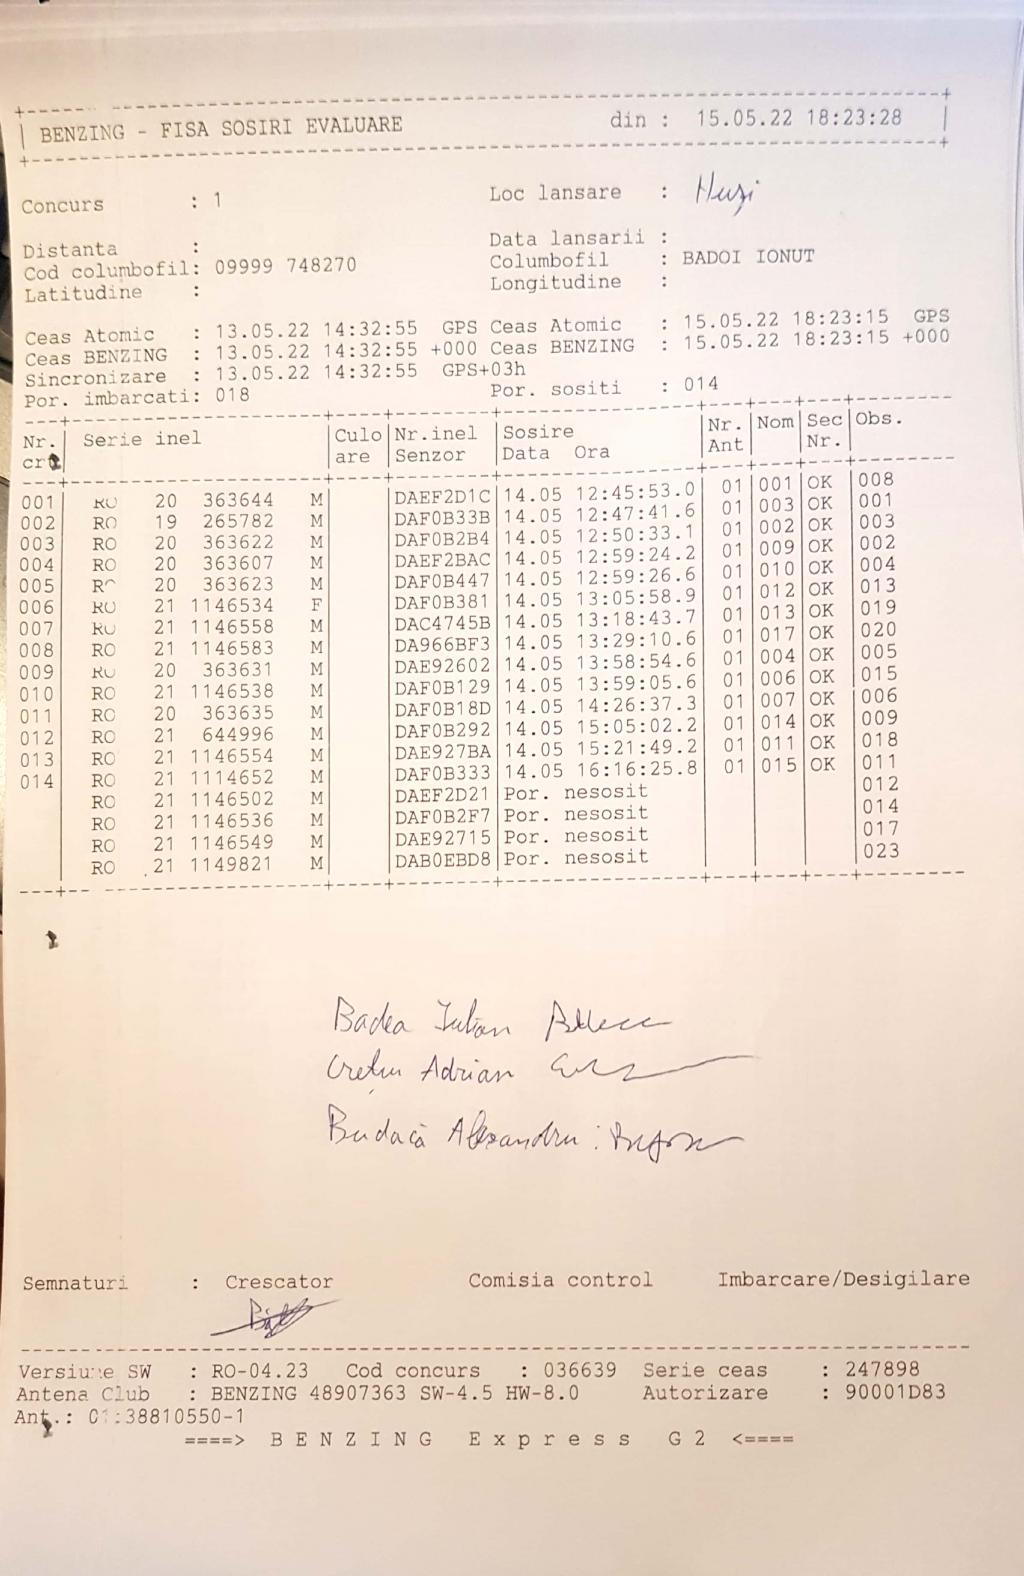 BENZING - FISA SOSIRI EVALUARE din : 15.05.22 18:23:28
Concurs : 1 Loc lansare : Husi
Distanta : Data lansarii :
Cod columbofil: 09999 748270 Columbofil : BADOI IONUT
Latitudine : Longitudine :
Ceas Atomic : 13.05.22 14:32:55 GPS Ceas Atomic : 15.05.22 18:23:15 GPS
Ceas BENZING : 13.05.22 14:32:55 +000 Ceas BENZING : 15.05.22 18:23:15 +000
Sincronizare : 13.05.22 14:32:55 GPS+03h
Por. imbarcati: 018 Por. sositi : 014
Nr. Serie inel Culo Nr.inel Sosire Nr. Nom Sec Obs.
crt are Senzor Data Ora Ant Nr.
001 RO 20 363644 M DAEF2D1C 14.05 12:45:53.0 01 001 OK 008
002 RO 19 265782 M DAF0B33B 14.05 12:47:41.6 01 003 OK 001
003 RO 20 363622 M DAF0B2B4 14.05 12:50:33.1 01 002 OK 003
004 RO 20 363607 M DAEF2BAC 14.05 12:59:24.2 01 009 OK 002
005 RO 20 363623 M DAF0B447 14.05 12:59:26.6 01 010 OK 004
006 RO 21 1146534 F DAF0B381 14.05 13:05:58.9 01 012 OK 013
007 RO 21 1146558 M DAC4745B 14.05 13:18:43.7 01 013 OK 019
008 RO 21 1146583 M DA966BF3 14.05 13:29:10.6 01 017 OK 020
009 RO 20 363631 M DAE92602 14.05 13:58:54.6 01 004 OK 005
010 RO 21 1146538 M DAF0B129 14.05 13:59:05.6 01 006 OK 015
011 RO 20 363635 M DAF0B18D 14.05 14:26:37.3 01 007 OK 006
012 RO 21 644996 M DAF0B292 14.05 15:05:02.2 01 014 OK 009
013 RO 21 1146554 M DAE927BA 14.05 15:21:49.2 01 011 OK 018
014 RO 21 1114652 M DAF0B333 14.05 16:16:25.8 01 015 OK 011
RO 21 1146502 M DAEF2D21 Por. nesosit 012
RO 21 1146536 M DAF0B2F7 Por. nesosit 014
RO 21 1146549 M DAE92715 Por. nesosit 017
RO 21 1149821 M DAB0EBD8 Por. nesosit 023
Badea Iulian
Cretu Adrian
Budacă Alexandru :
Semnaturi : Crescator Comisia control Imbarcare/Desigilare
Versiune SW : RO-04.23 Cod concurs : 036639 Serie ceas : 247898
Antena Club : BENZING 48907363 SW-4.5 HW-8.0 Autorizare : 90001D83
Ant.: 01:38810550-1
====> B E N Z I N G E x p r e s s G 2 <====